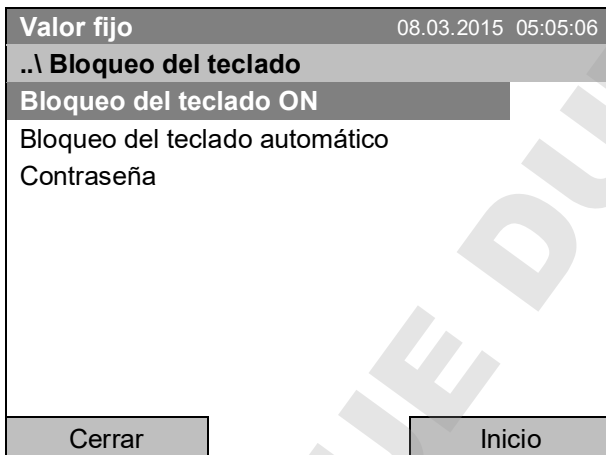 Valor fijo 08.03.2015 05:05:06
..\ Bloqueo del teclado
Bloqueo del teclado ON
Bloqueo del teclado automático
Contraseña
Cerrar Inicio